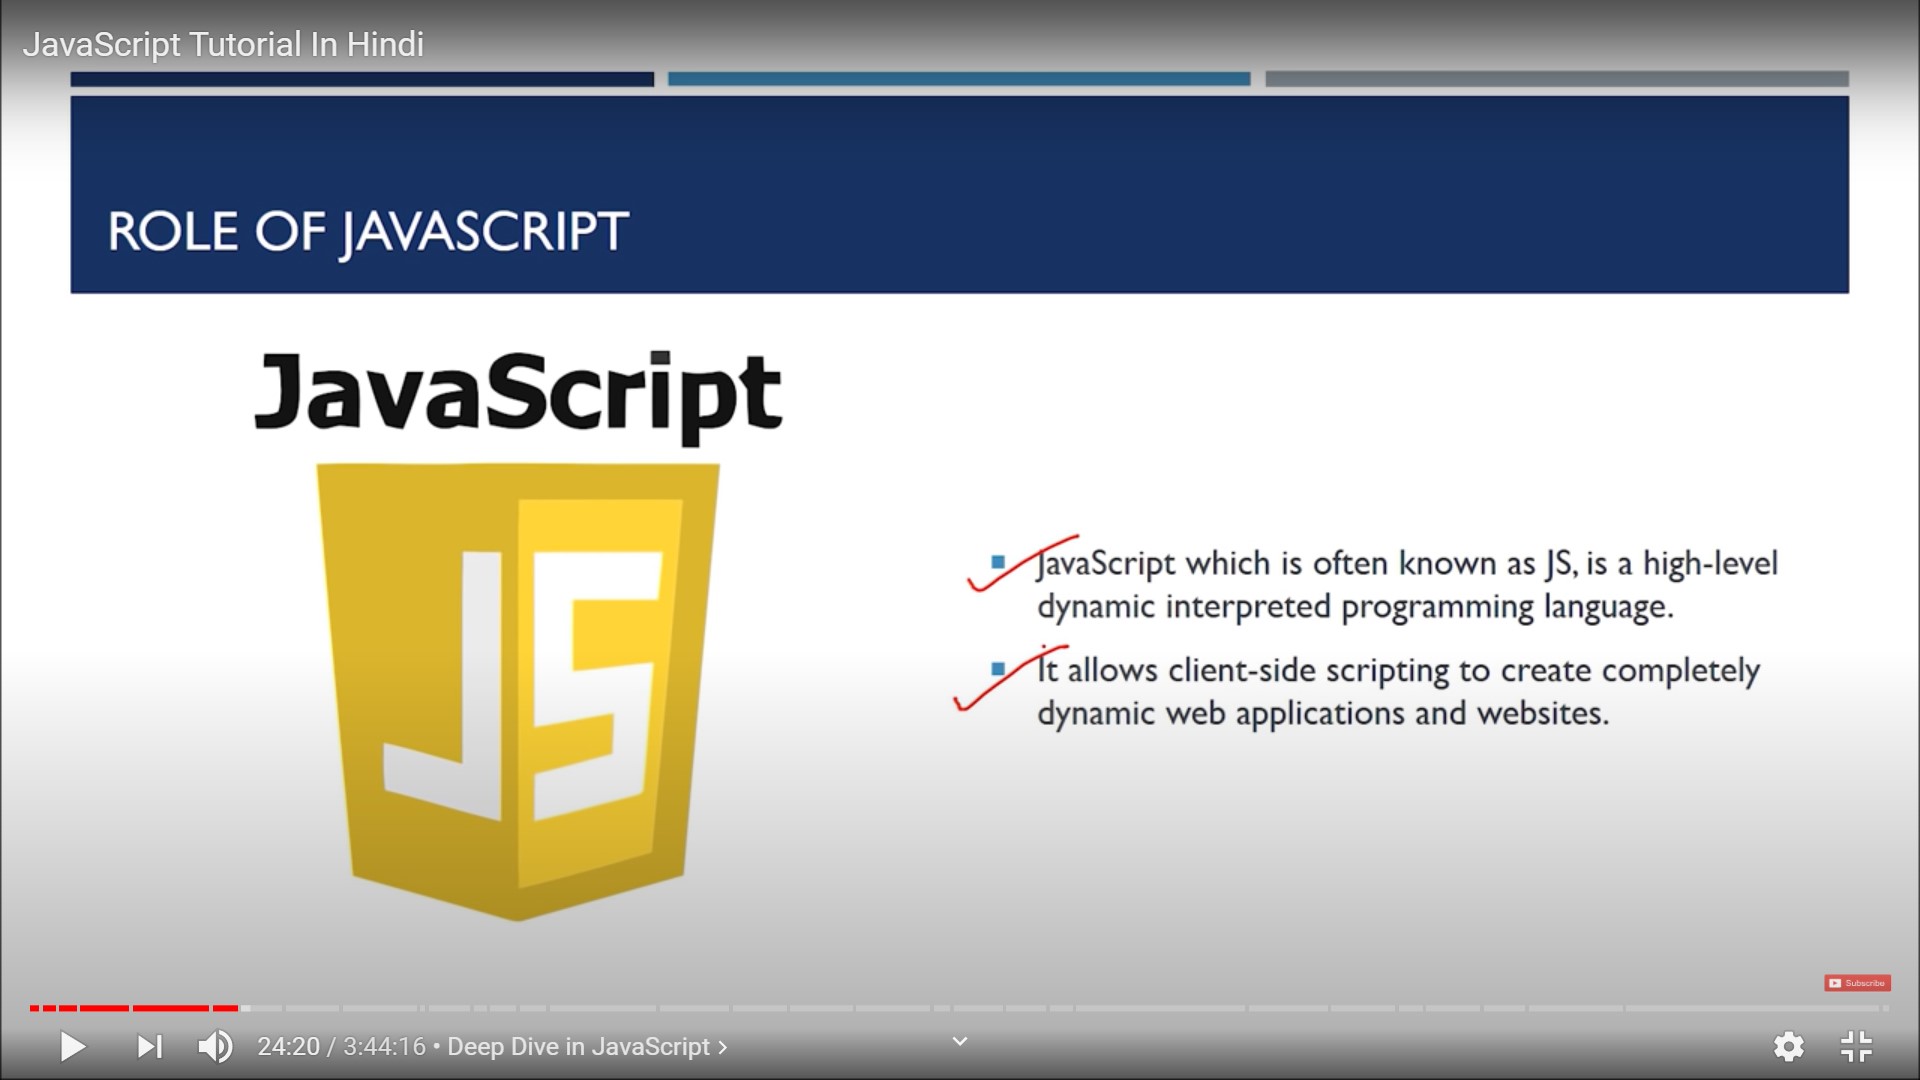 JavaScript Tutorial In Hindi
ROLE OF JAVASCRIPT
JavaScript
JS
JavaScript which is often known as JS, is a high-level
dynamic interpreted programming language.
It allows client-side scripting to create completely
dynamic web applications and websites.
Subscribe
24:20 / 3:44:16 • Deep Dive in JavaScript